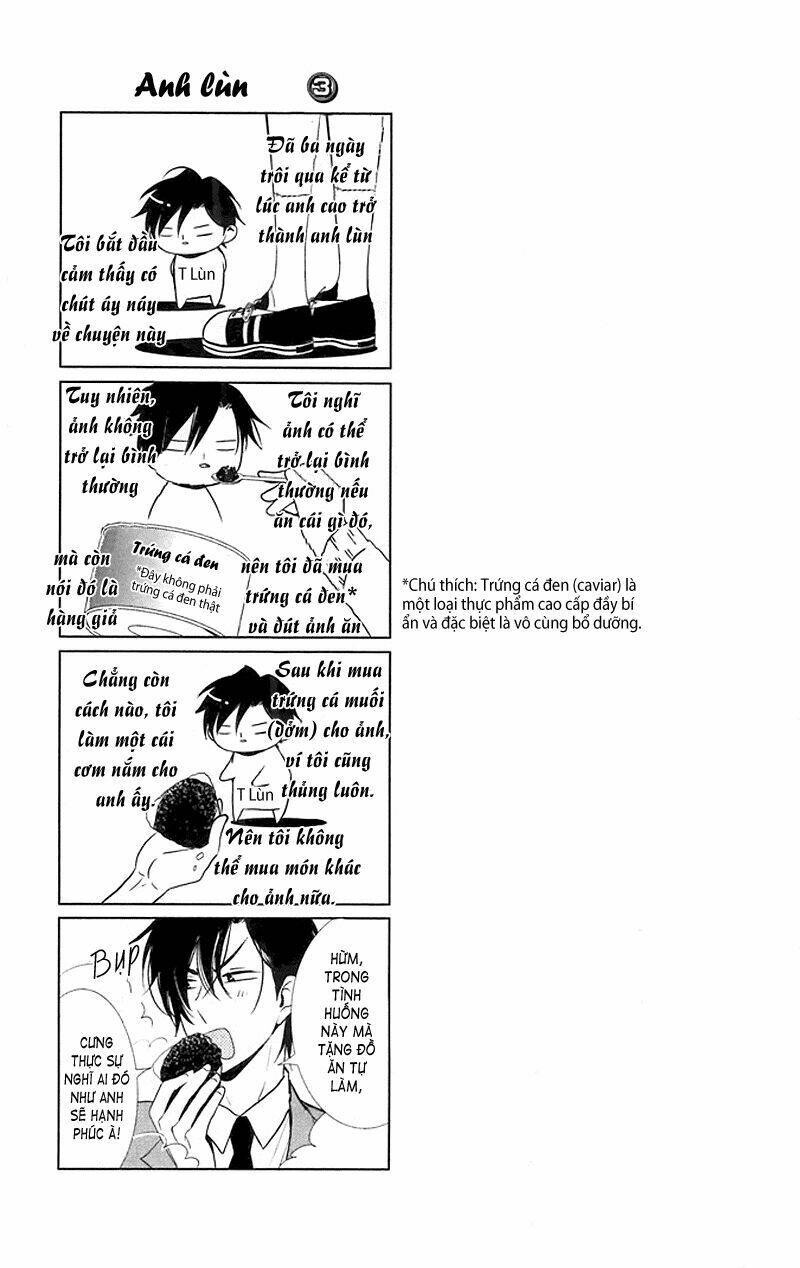 Anh lùn 3
Đã ba ngày
trôi qua kể từ
lúc anh cao trở
thành anh lùn
T Lùn
Tôi bắt đầu
cảm thấy có
chút áy náy
về chuyện này
Tôi nghĩ
ảnh có thể
trở lại bình
thường nếu
ăn cái gì đó,
nên tôi đã mua
trứng cá đen*
và đút ảnh ăn
Tuy nhiên,
ảnh không
trở lại bình
thường
mà còn
nói đó là
hàng giả
Trứng cá đen
*Đây không phải
trứng cá đen thật
*Chú thích: Trứng cá đen (caviar) là
một loại thực phẩm cao cấp đầy bí
ẩn và đặc biệt là vô cùng bổ dưỡng.
Sau khi mua
trứng cá muối
(dởm) cho ảnh,
ví tôi cũng
thủng luôn.
Nên tôi không
thể mua món khác
cho ảnh nữa.
T Lùn
Chẳng còn
cách nào, tôi
làm một cái
cơm nắm cho
anh ấy.
HỪM,
TRONG
TÌNH
HUỐNG
NÀY MÀ
TẶNG ĐỒ
ĂN TỰ
LÀM,
BỤP
CƯNG
THỰC SỰ
NGHĨ AI ĐÓ
NHƯ ANH
SẼ HẠNH
PHÚC À!